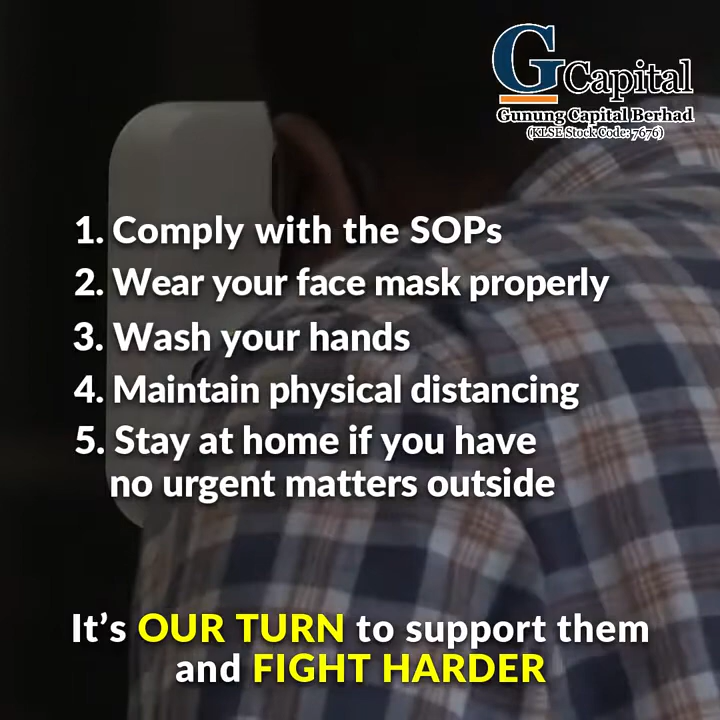 G Capital
Gunung Capital Berhad
(KLSE Stock Code: 7676)
1. Comply with the SOPs
2. Wear your face mask properly
3. Wash your hands
4. Maintain physical distancing
5. Stay at home if you have
no urgent matters outside
It's OUR TURN to support them
and FIGHT HARDER